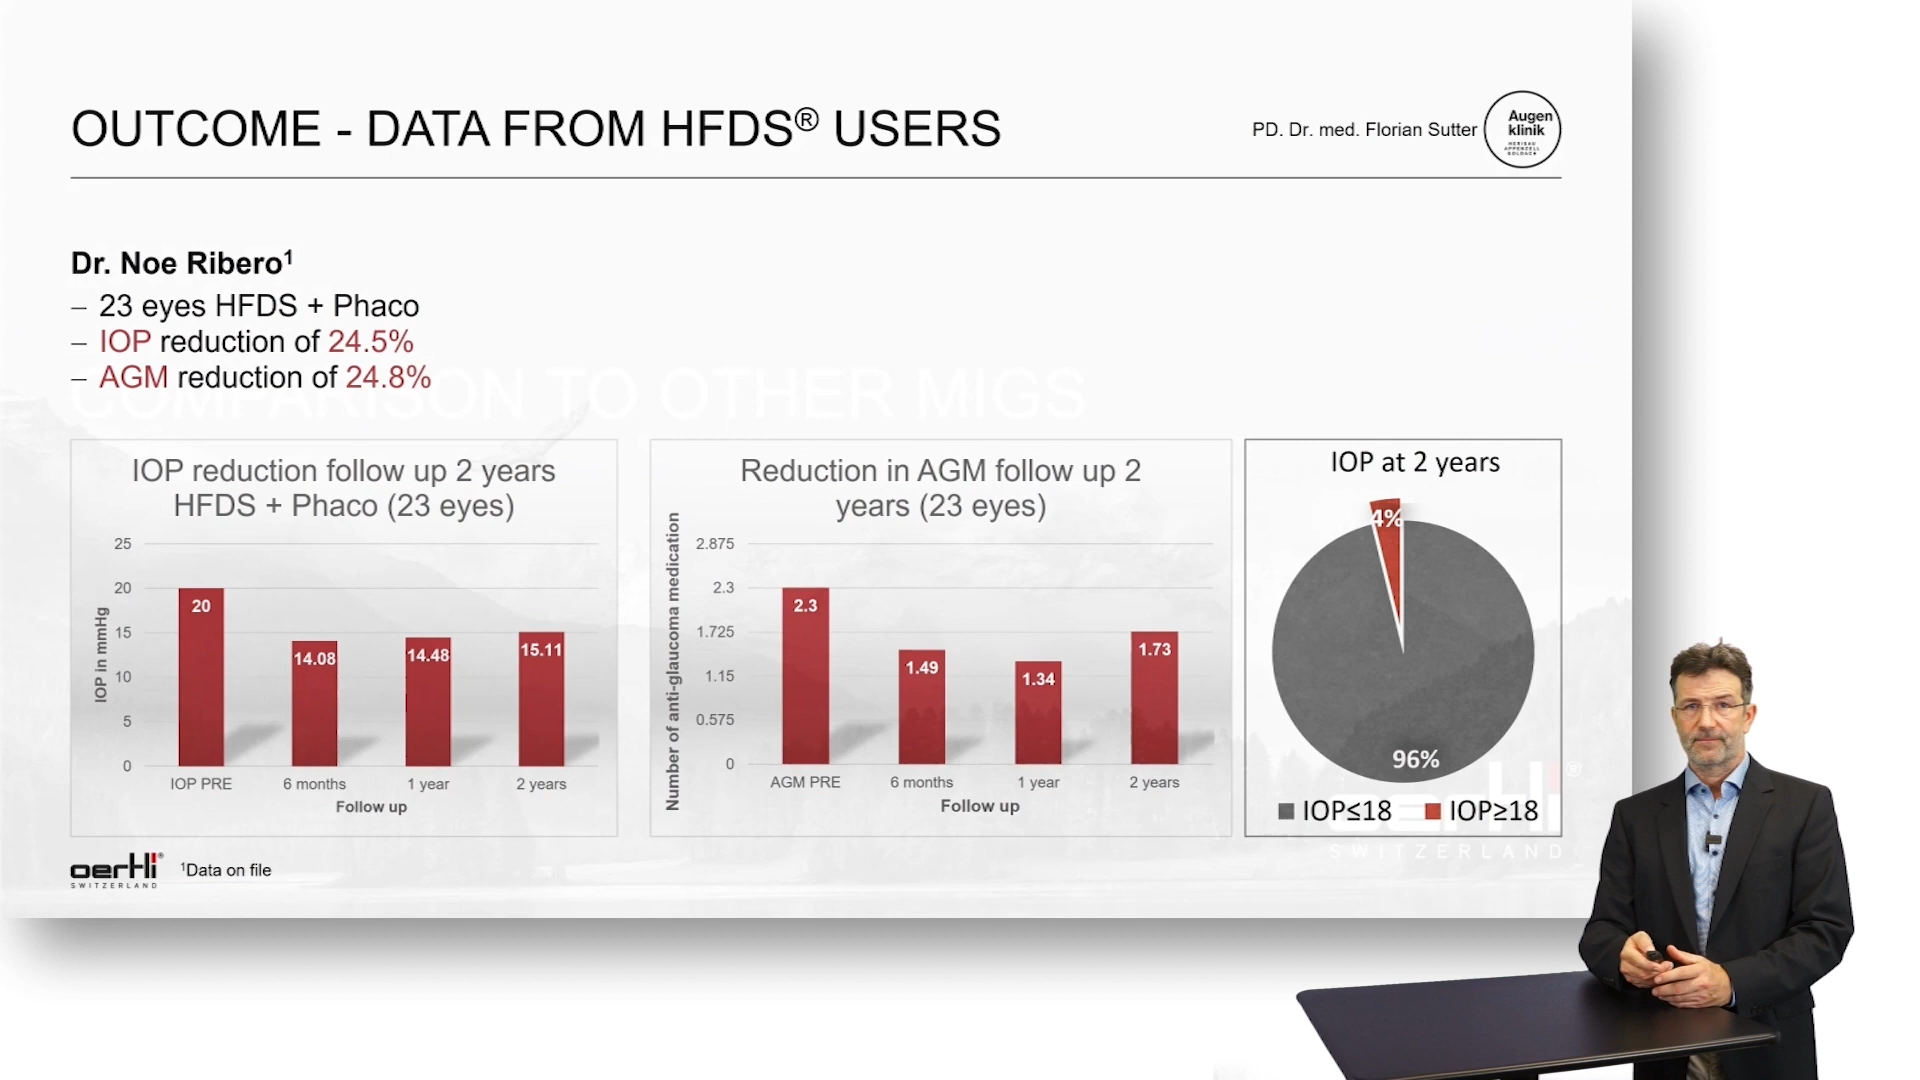 OUTCOME - DATA FROM HFDS® USERS
PD. Dr. med. Florian Sutter
Augen
klinik
HERISAU
APPENZELL
GOLDACH
Dr. Noe Ribero¹
– 23 eyes HFDS + Phaco
– IOP reduction of 24.5%
– AGM reduction of 24.8%
COMPARISON TO OTHER MIGS
IOP reduction follow up 2 years
HFDS + Phaco (23 eyes)
IOP in mmHg
25
20
15
10
5
0
20
14.08
14.48
15.11
IOP PRE
6 months
1 year
2 years
Follow up
Reduction in AGM follow up 2
years (23 eyes)
Number of anti-glaucoma medication
2.875
2.3
1.725
1.15
0.575
0
2.3
1.49
1.34
1.73
AGM PRE
6 months
1 year
2 years
Follow up
IOP at 2 years
4%
96%
IOP≤18
IOP≥18
oertli®
SWITZERLAND
oertli®
SWITZERLAND
¹Data on file